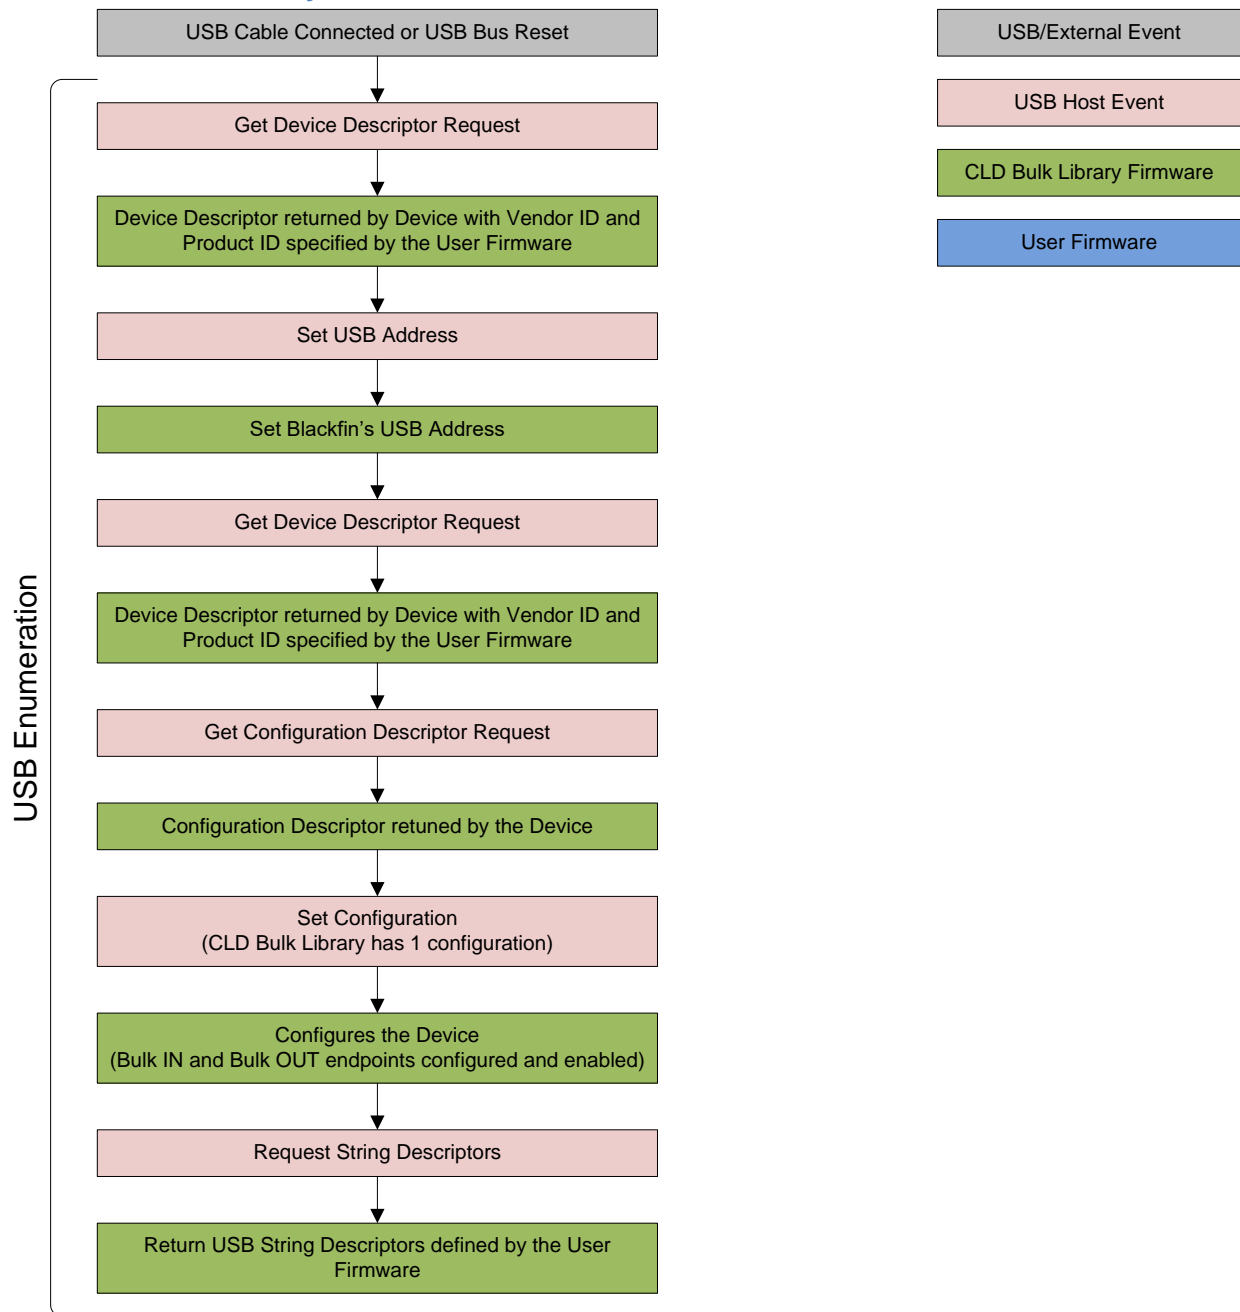 USB Cable Connected or USB Bus Reset
Get Device Descriptor Request
Device Descriptor returned by Device with Vendor ID and
Product ID specified by the User Firmware
Set USB Address
Set Blackfin’s USB Address
Get Device Descriptor Request
Device Descriptor returned by Device with Vendor ID and
Product ID specified by the User Firmware
Get Configuration Descriptor Request
Configuration Descriptor retuned by the Device
Set Configuration
(CLD Bulk Library has 1 configuration)
Configures the Device
(Bulk IN and Bulk OUT endpoints configured and enabled)
Request String Descriptors
Return USB String Descriptors defined by the User
Firmware
USB Enumeration
USB/External Event
USB Host Event
CLD Bulk Library Firmware
User Firmware